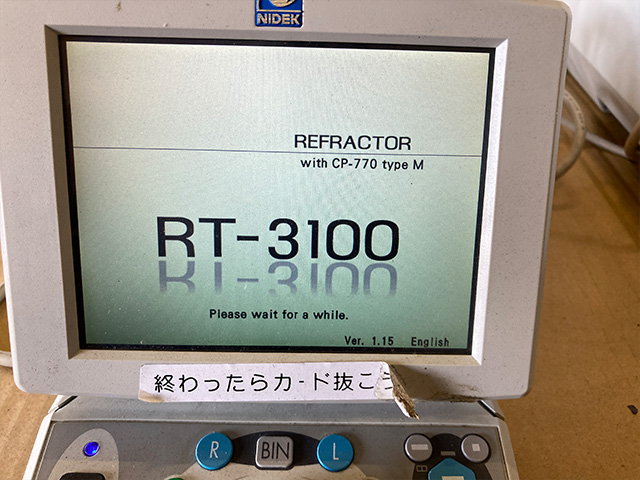 NIDEK
REFRACTOR
with CP-770 type M
RT-3100
Please wait for a while.
Ver. 1.15 English
終わったらカ-ド抜こう
R BIN L